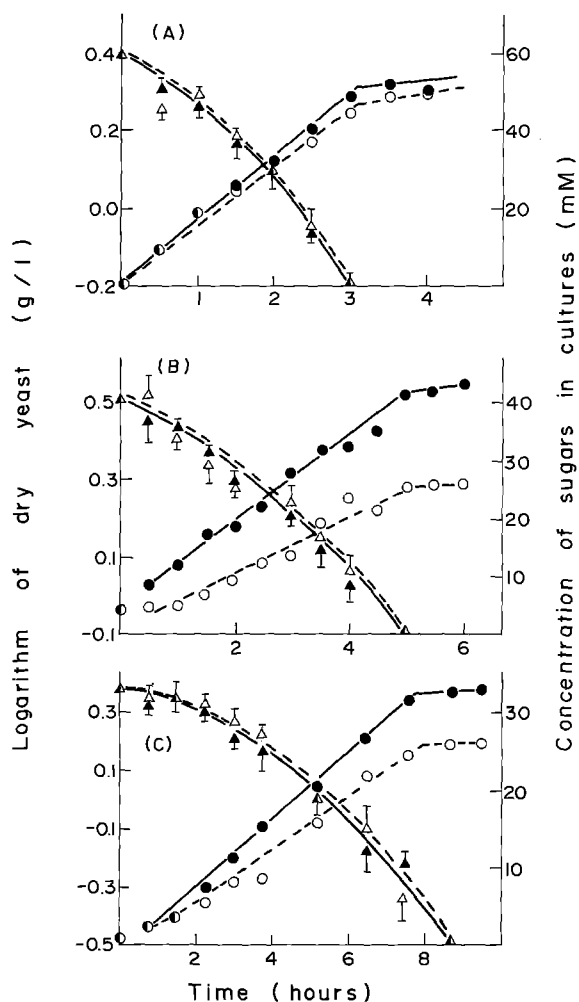 (A)
0.4
0.2
0.0
-0.2
60
40
20
1 2 3 4
(B)
0.5
0.3
0.1
-0.1
40
30
20
10
2 4 6
(C)
0.3
0.1
-0.1
-0.3
-0.5
30
20
10
2 4 6 8
Time (hours)
Logarithm of dry yeast (g/l)
Concentration of sugars in cultures (mM)